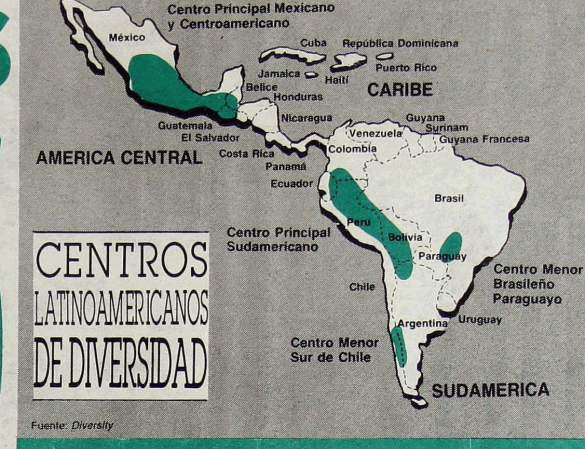 Centro Principal Mexicano
y Centroamericano
México
Cuba
República Dominicana
Jamaica
Haití
Puerto Rico
Belice
Honduras
CARIBE
Guatemala
Nicaragua
El Salvador
Costa Rica
Panamá
AMERICA CENTRAL
Guyana
Surinam
Guyana Francesa
Venezuela
Colombia
Ecuador
Brasil
Perú
Bolivia
Centro Principal
Sudamericano
Paraguay
Centro Menor
Brasileño
Paraguayo
Chile
Argentina
Uruguay
Centro Menor
Sur de Chile
SUDAMERICA
CENTROS
LATINOAMERICANOS
DE DIVERSIDAD
Fuente: Diversity